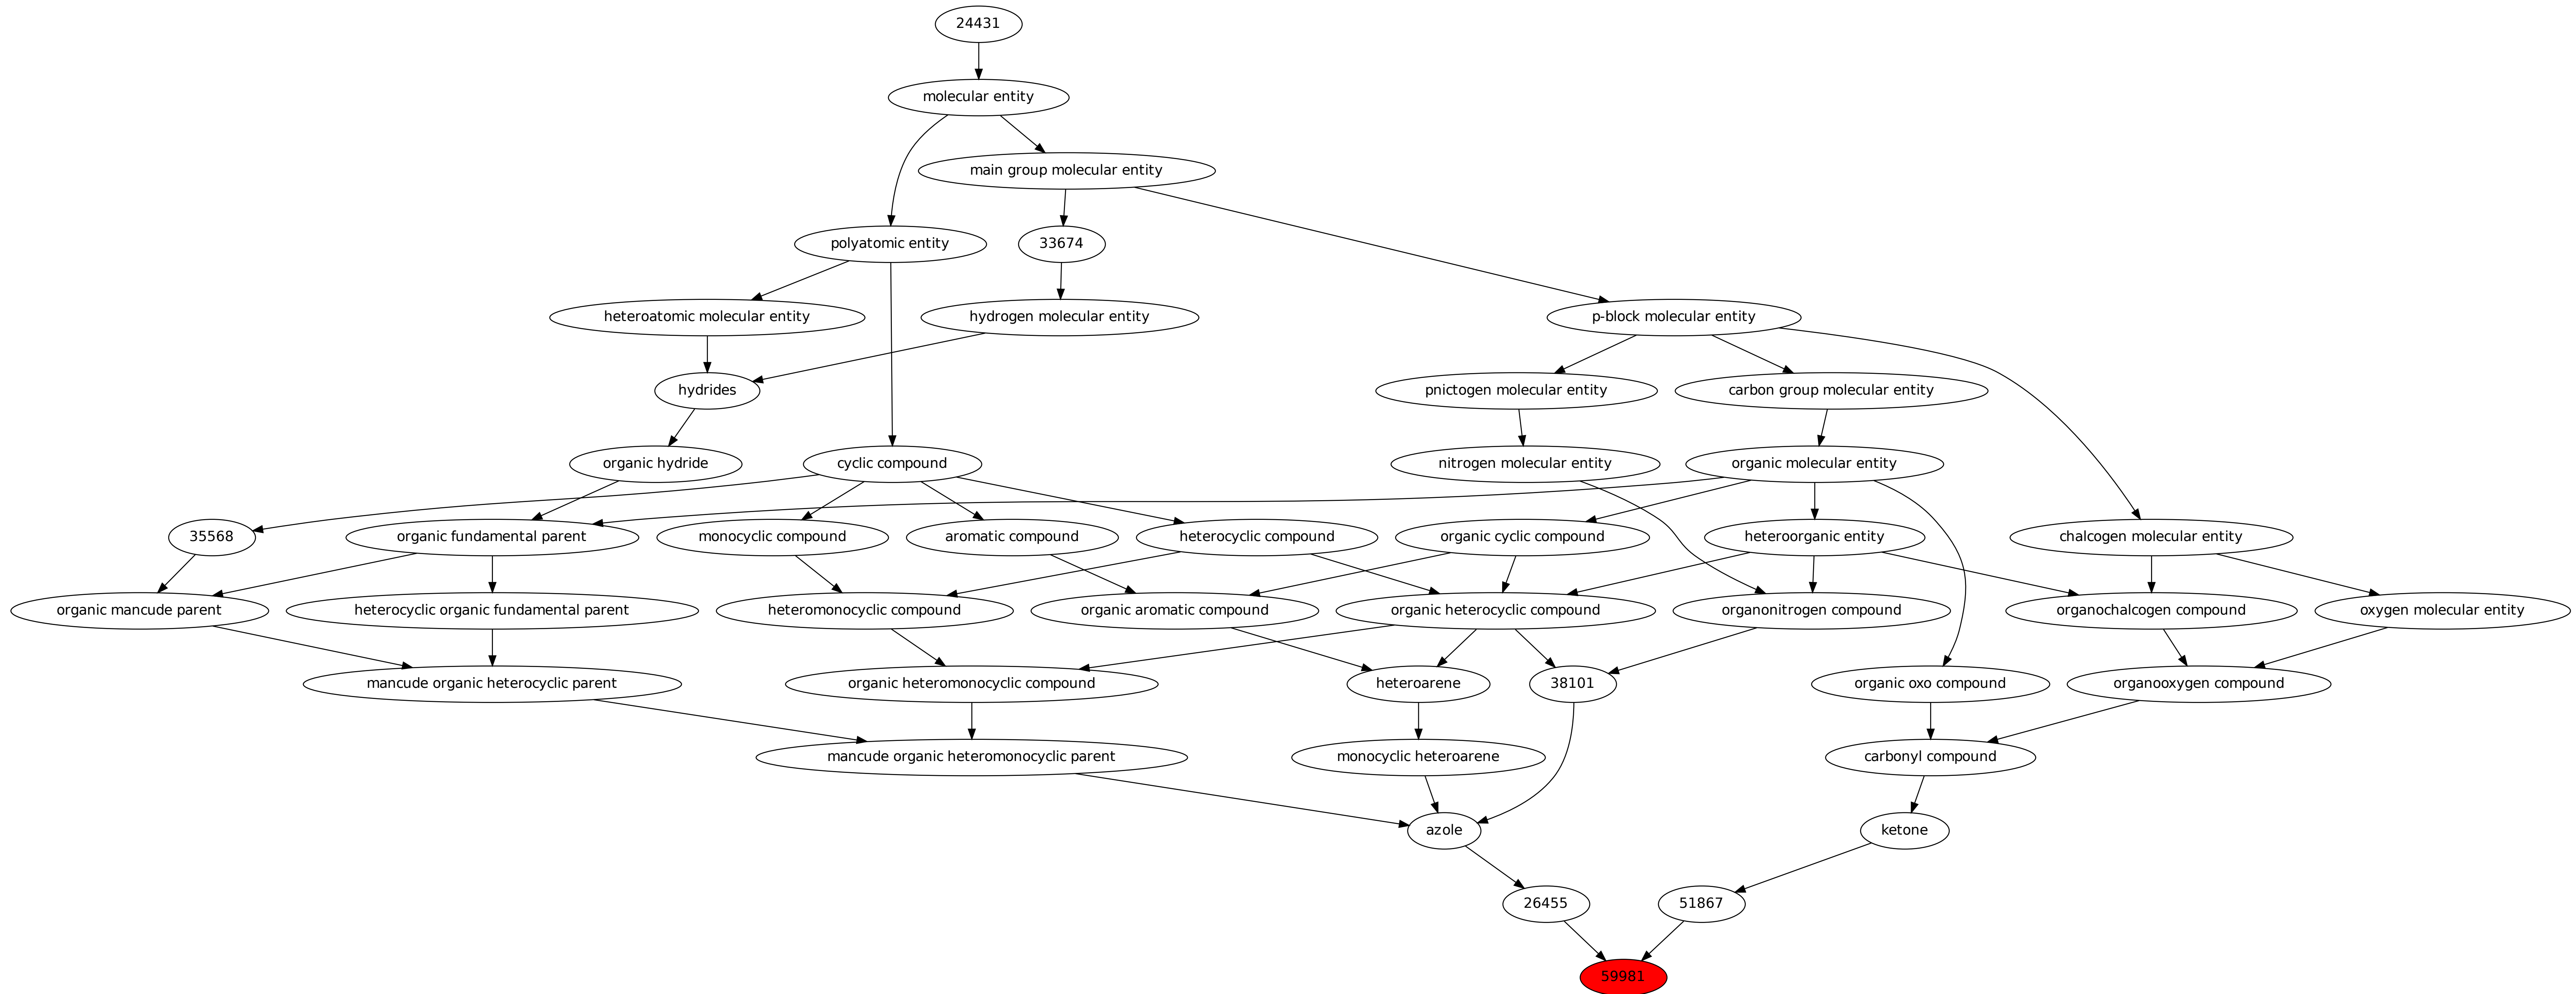 24431
molecular entity
main group molecular entity
polyatomic entity
33674
heteroatomic molecular entity
hydrogen molecular entity
p-block molecular entity
hydrides
pnictogen molecular entity
carbon group molecular entity
organic hydride
cyclic compound
nitrogen molecular entity
organic molecular entity
35568
organic fundamental parent
monocyclic compound
aromatic compound
heterocyclic compound
organic cyclic compound
heteroorganic entity
chalcogen molecular entity
organic mancude parent
heterocyclic organic fundamental parent
heteromonocyclic compound
organic aromatic compound
organic heterocyclic compound
organonitrogen compound
organochalcogen compound
oxygen molecular entity
mancude organic heterocyclic parent
organic heteromonocyclic compound
heteroarene
38101
organic oxo compound
organooxygen compound
mancude organic heteromonocyclic parent
monocyclic heteroarene
carbonyl compound
azole
ketone
26455
51867
59981